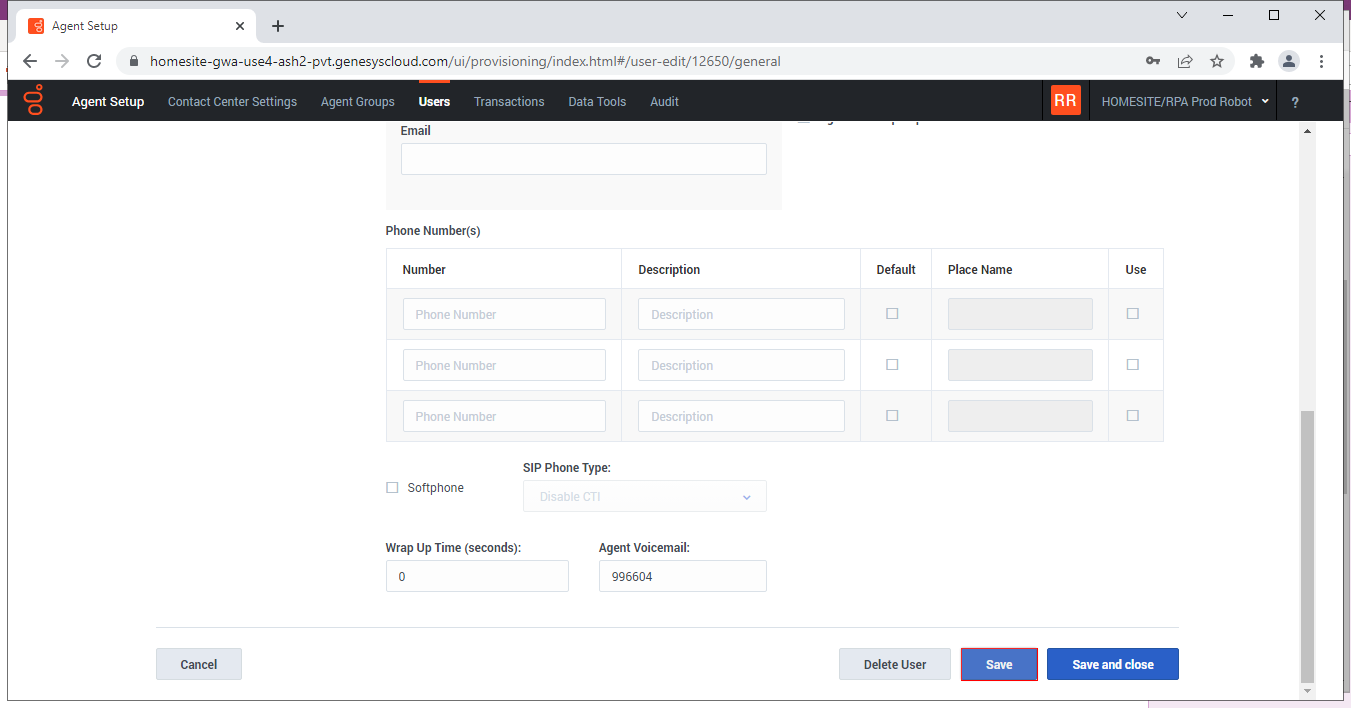 Agent Setup
homesite-gwa-use4-ash2-pvt.genesyscloud.com/ui/provisioning/index.html#/user-edit/12650/general
Agent Setup Contact Center Settings Agent Groups Users Transactions Data Tools Audit RR HOMESITE/RPA Prod Robot ?
Email
Phone Number(s)
Number Description Default Place Name Use
Phone Number Description
Phone Number Description
Phone Number Description
SIP Phone Type:
Softphone
Disable CTI
Wrap Up Time (seconds): Agent Voicemail:
0 996604
Cancel Delete User Save Save and close